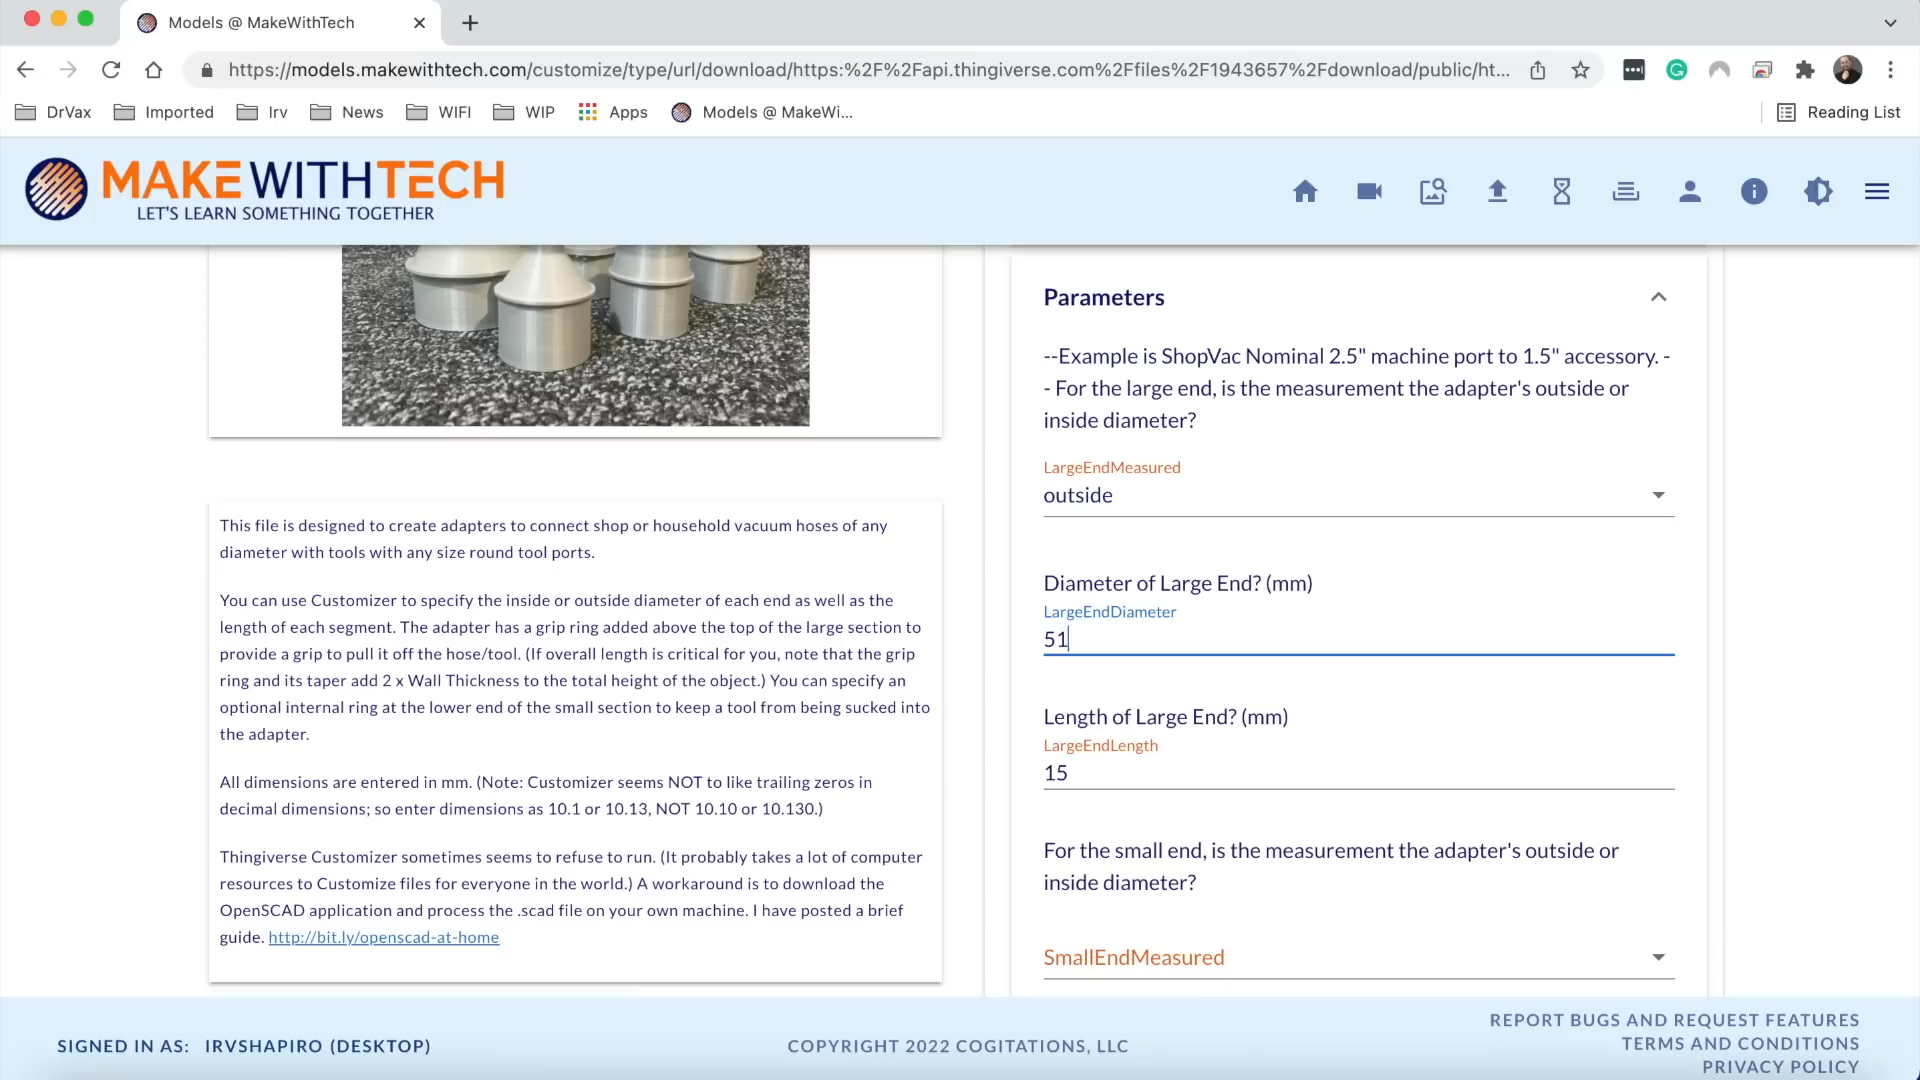 Models @ MakeWithTech
https://models.makewithtech.com/customize/type/url/download/https:%2F%2Fapi.thingiverse.com%2Ffiles%2F1943657%2Fdownload/public/ht...
DrVax
Imported
Irv
News
WIFI
WIP
Apps
Models @ MakeWi...
Reading List
MAKEWITHTECH
LET'S LEARN SOMETHING TOGETHER
This file is designed to create adapters to connect shop or household vacuum hoses of any
diameter with tools with any size round tool ports.
You can use Customizer to specify the inside or outside diameter of each end as well as the
length of each segment. The adapter has a grip ring added above the top of the large section to
provide a grip to pull it off the hose/tool. (If overall length is critical for you, note that the grip
ring and its taper add 2 x Wall Thickness to the total height of the object.) You can specify an
optional internal ring at the lower end of the small section to keep a tool from being sucked into
the adapter.
All dimensions are entered in mm. (Note: Customizer seems NOT to like trailing zeros in
decimal dimensions; so enter dimensions as 10.1 or 10.13, NOT 10.10 or 10.130.)
Thingiverse Customizer sometimes seems to refuse to run. (It probably takes a lot of computer
resources to Customize files for everyone in the world.) A workaround is to download the
OpenSCAD application and process the .scad file on your own machine. I have posted a brief
guide. http://bit.ly/openscad-at-home
Parameters
--Example is ShopVac Nominal 2.5" machine port to 1.5" accessory. -
- For the large end, is the measurement the adapter's outside or
inside diameter?
LargeEndMeasured
outside
Diameter of Large End? (mm)
LargeEndDiameter
51
Length of Large End? (mm)
LargeEndLength
15
For the small end, is the measurement the adapter's outside or
inside diameter?
SmallEndMeasured
SIGNED IN AS: IRVSHAPIRO (DESKTOP)
COPYRIGHT 2022 COGITATIONS, LLC
REPORT BUGS AND REQUEST FEATURES
TERMS AND CONDITIONS
PRIVACY POLICY